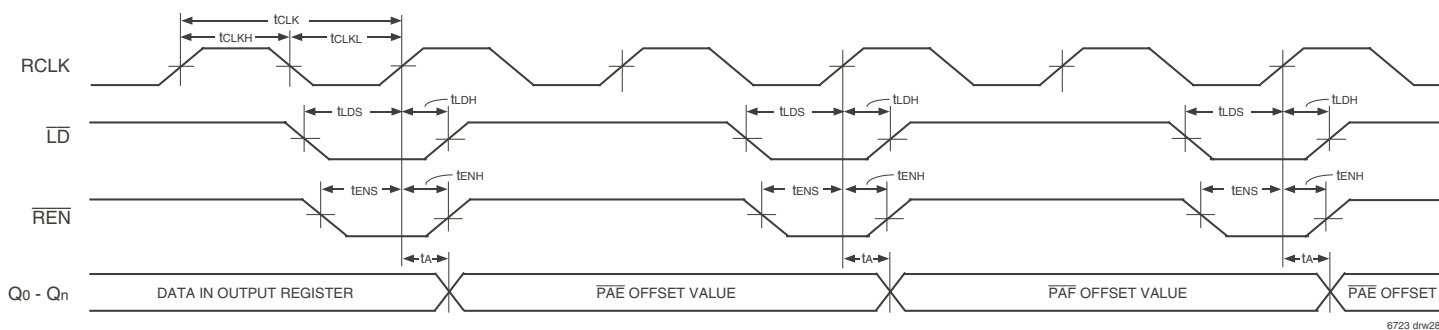 tCLK
tCLKH tCLKL
RCLK
tLDS tLDH tLDS tLDH tLDS tLDH
LD
tENS tENH tENS tENH tENS tENH
REN
tA tA tA
Q0 - Qn DATA IN OUTPUT REGISTER PAE OFFSET VALUE PAF OFFSET VALUE PAE OFFSET
6723 drw28